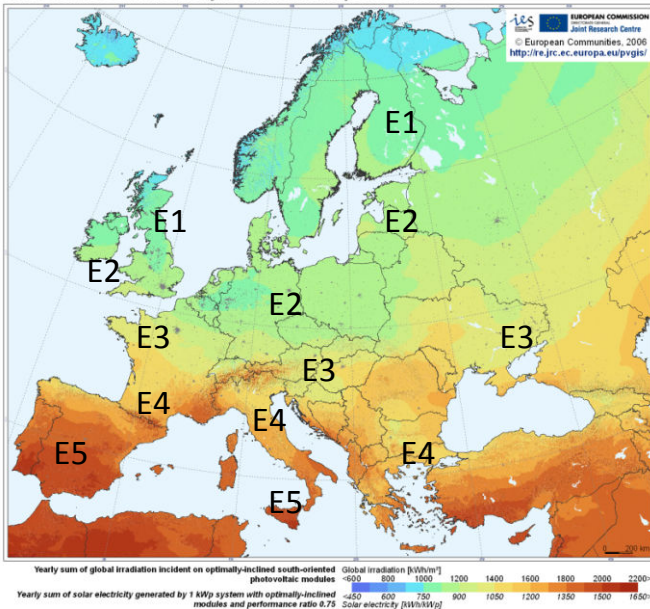 ies
EUROPEAN COMMISSION
DIRECTORATE-GENERAL
Joint Research Centre
© European Communities, 2006
http://re.jrc.ec.europa.eu/pvgis/
E1
E1
E2
E2
E2
E3
E3
E3
E4
E4
E4
E5
E5
0 200 km
Yearly sum of global irradiation incident on optimally-inclined south-oriented
photovoltaic modules
Global irradiation [kWh/m²]
<600 800 1000 1200 1400 1600 1800 2000 2200>
<450 600 750 900 1050 1200 1350 1500 1650>
Yearly sum of solar electricity generated by 1 kWp system with optimally-inclined
modules and performance ratio 0.75
Solar electricity [kWh/kWp]